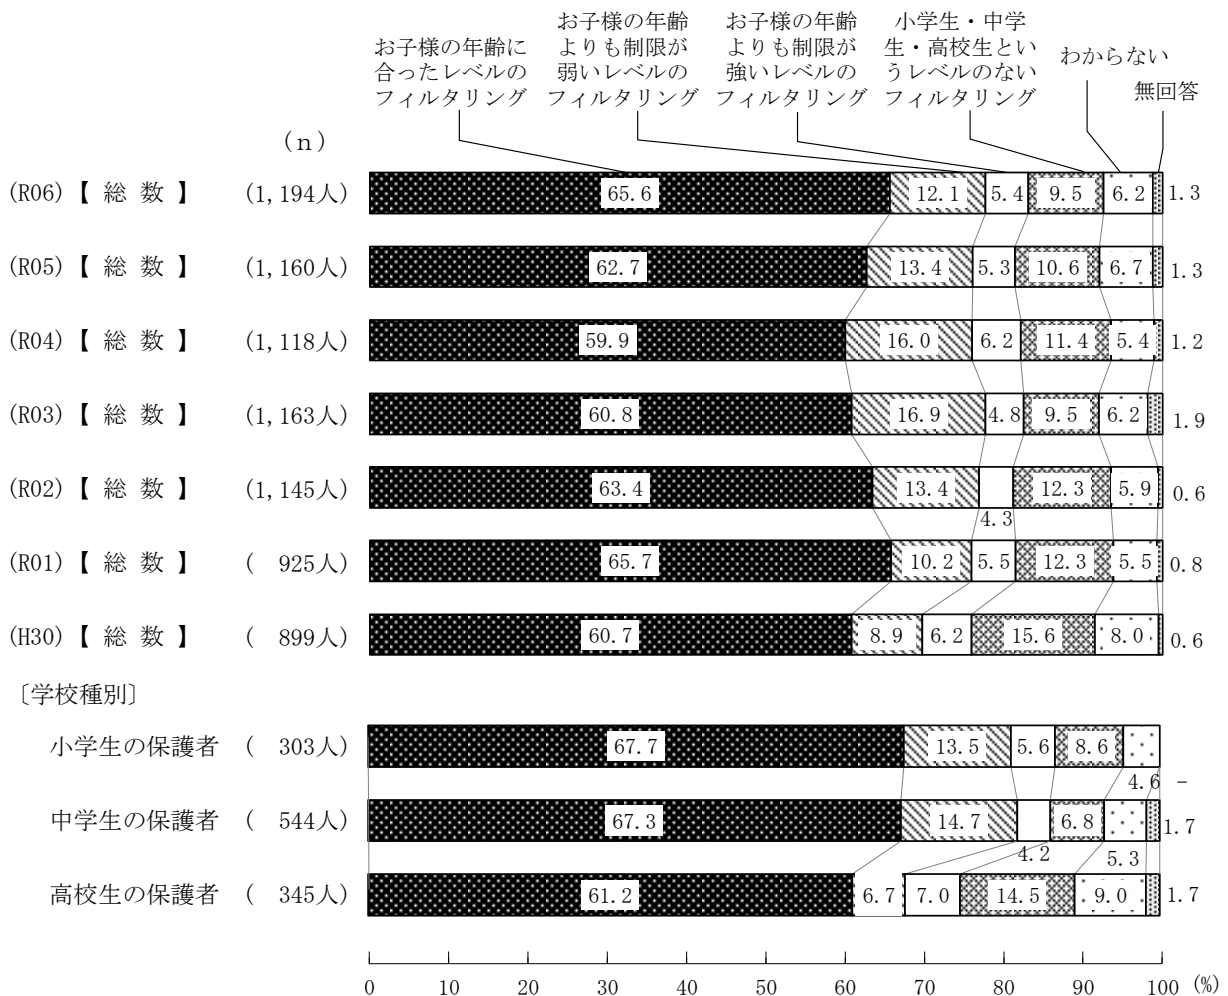 お子様の年齢に
合ったレベルの
フィルタリング
お子様の年齢
よりも制限が
弱いレベルの
フィルタリング
お子様の年齢
よりも制限が
強いレベルの
フィルタリング
小学生・中学
生・高校生とい
うレベルのない
フィルタリング
わからない
無回答
(n)
(R06)【 総 数 】 (1,194人) 65.6 12.1 5.4 9.5 6.2 1.3
(R05)【 総 数 】 (1,160人) 62.7 13.4 5.3 10.6 6.7 1.3
(R04)【 総 数 】 (1,118人) 59.9 16.0 6.2 11.4 5.4 1.2
(R03)【 総 数 】 (1,163人) 60.8 16.9 4.8 9.5 6.2 1.9
(R02)【 総 数 】 (1,145人) 63.4 13.4 4.3 12.3 5.9 0.6
(R01)【 総 数 】 ( 925人) 65.7 10.2 5.5 12.3 5.5 0.8
(H30)【 総 数 】 ( 899人) 60.7 8.9 6.2 15.6 8.0 0.6
〔学校種別〕
小学生の保護者 ( 303人) 67.7 13.5 5.6 8.6 4.6 -
中学生の保護者 ( 544人) 67.3 14.7 4.2 6.8 5.3 1.7
高校生の保護者 ( 345人) 61.2 6.7 7.0 14.5 9.0 1.7
0 10 20 30 40 50 60 70 80 90 100 (%)